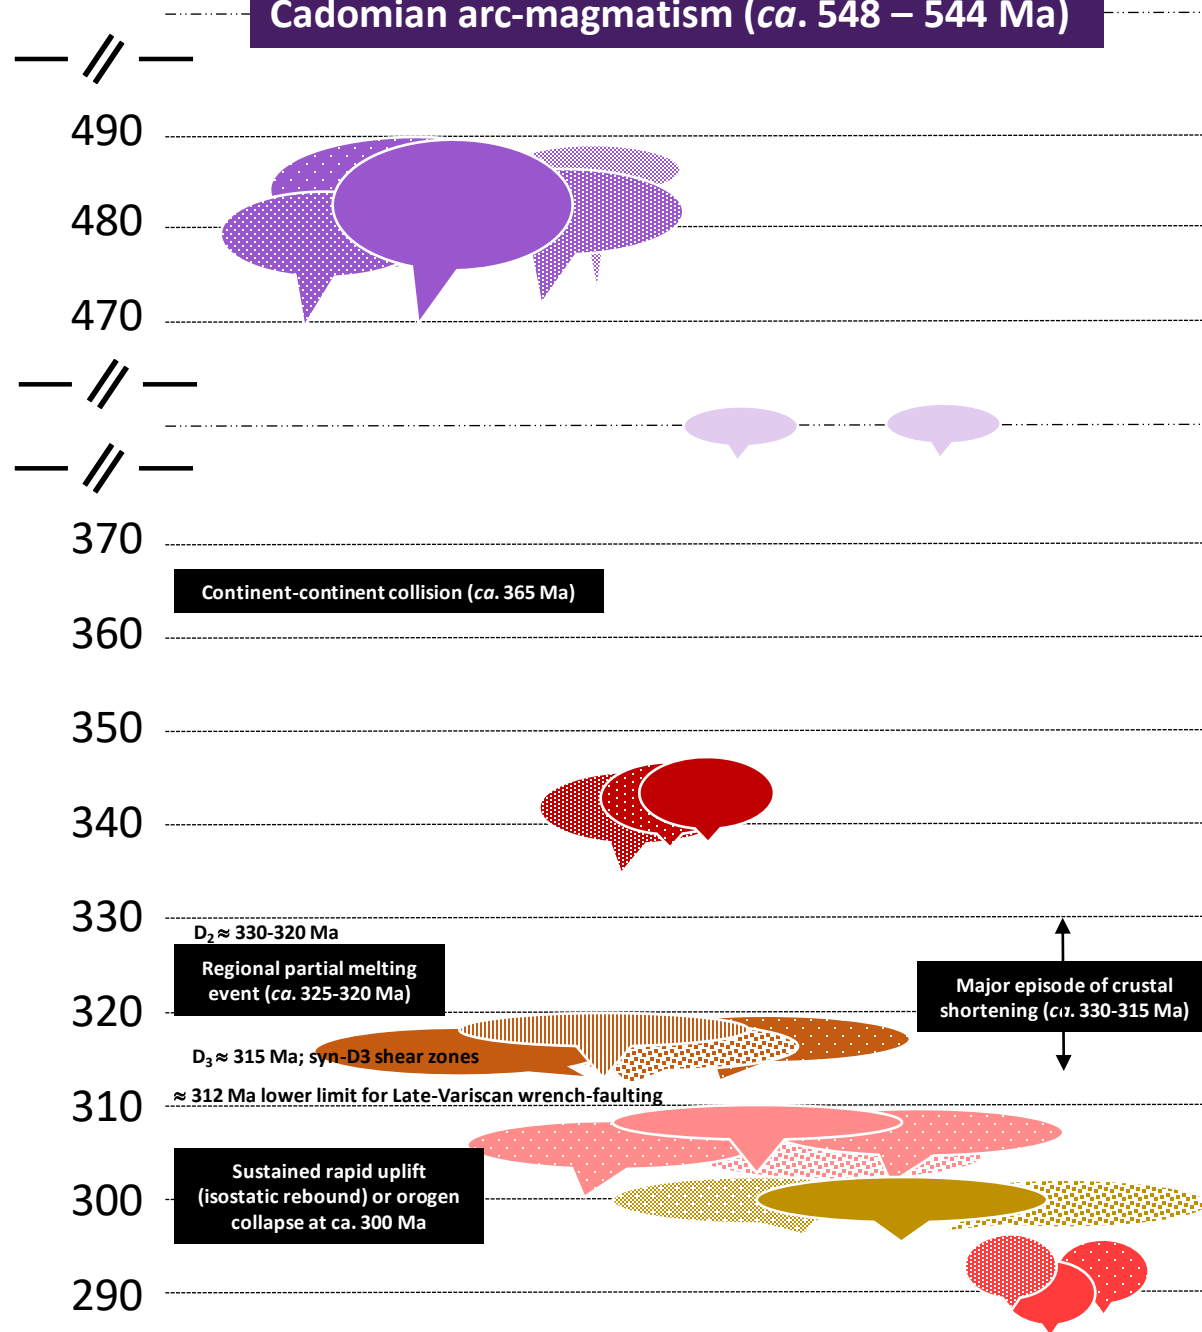 Cadomian arc-magmatism (ca. 548 – 544 Ma)
490
480
470
370
Continent-continent collision (ca. 365 Ma)
360
350
340
330
D2 ≈ 330-320 Ma
Regional partial melting
event (ca. 325-320 Ma)
Major episode of crustal
shortening (ca. 330-315 Ma)
320
D3 ≈ 315 Ma; syn-D3 shear zones
≈ 312 Ma lower limit for Late-Variscan wrench-faulting
310
Sustained rapid uplift
(isostatic rebound) or orogen
collapse at ca. 300 Ma
300
290